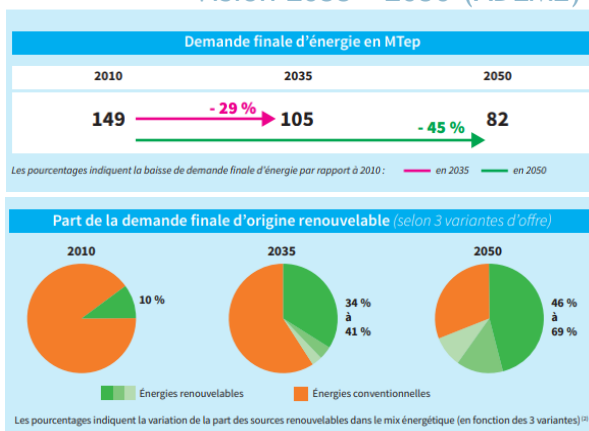 Demande finale d'énergie en MTep
2010 2035 2050
149 - 29 % 105 - 45 % 82
Les pourcentages indiquent la baisse de demande finale d'énergie par rapport à 2010 : en 2035 en 2050
Part de la demande finale d'origine renouvelable (selon 3 variantes d'offre)
2010 2035 2050
10 %
34 %
à
41 %
46 %
à
69 %
Énergies renouvelables Énergies conventionnelles
Les pourcentages indiquent la variation de la part des sources renouvelables dans le mix énergétique (en fonction des 3 variantes) (2)